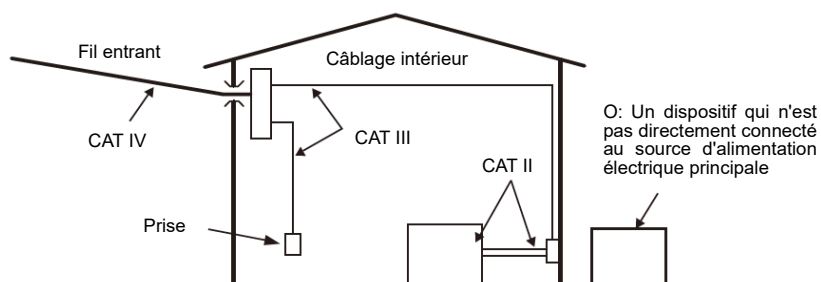 Fil entrant
Câblage intérieur
CAT IV
CAT III
O: Un dispositif qui n'est
pas directement connecté
au source d'alimentation
électrique principale
CAT II
Prise